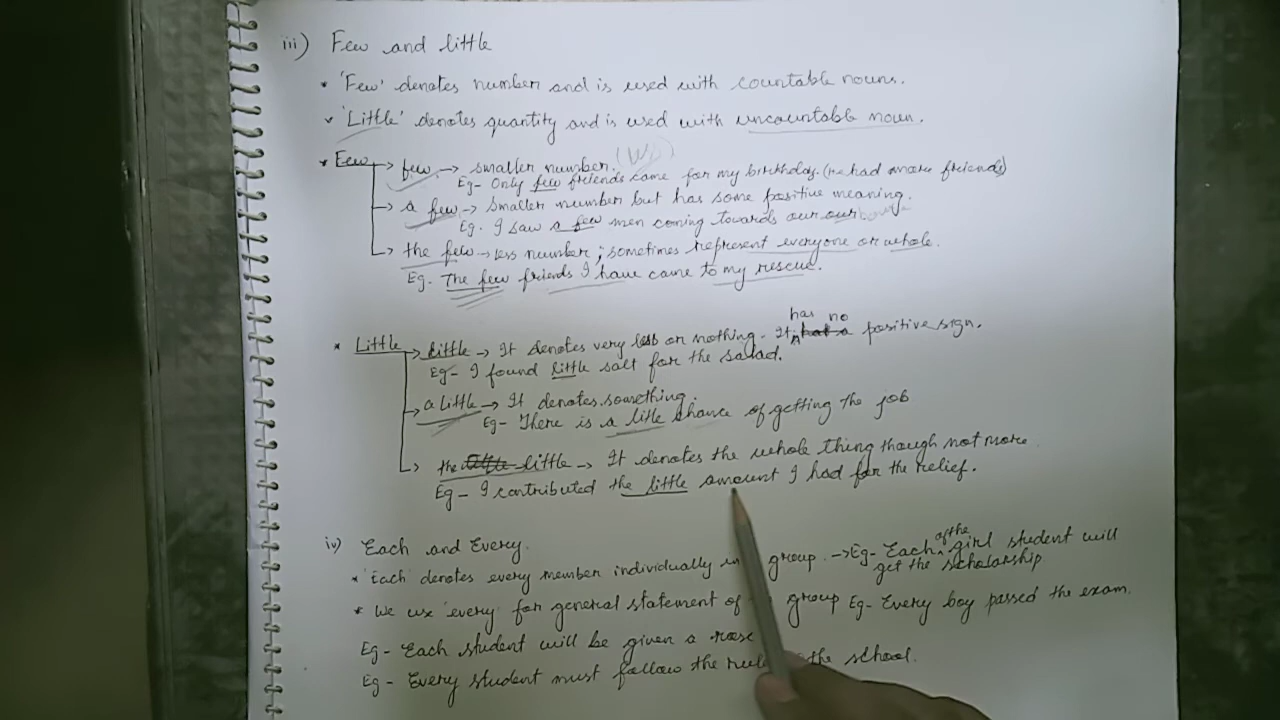 iii) Few and little
* 'Few' denotes number and is used with countable nouns.
* 'Little' denotes quantity and is used with uncountable noun.
* Few → few → smaller number.
Eg- Only few friends came for my birthday. (he had more friends)
→ a few → smaller number but has some positive meaning.
Eg. I saw a few men coming towards our our
→ the few → less number; sometimes represent everyone or whole.
Eg. The few friends I have came to my rescue.
has no
* Little → little → It denotes very less or nothing. It positive sign.
Eg- I found little salt for the salad.
→ a little → It denotes something.
Eg- There is a little chance of getting the job
→ the little → It denotes the whole thing though not more
Eg- I contributed the little amount I had for the relief.
iv) Each and Every
* 'Each' denotes every member individually group. → Eg- Each of the girl student will
get the scholarship
* We use 'every' for general statement of group Eg- Every boy passed the exam.
Eg- Each student will be given a rose
Eg- Every student must follow the the school.